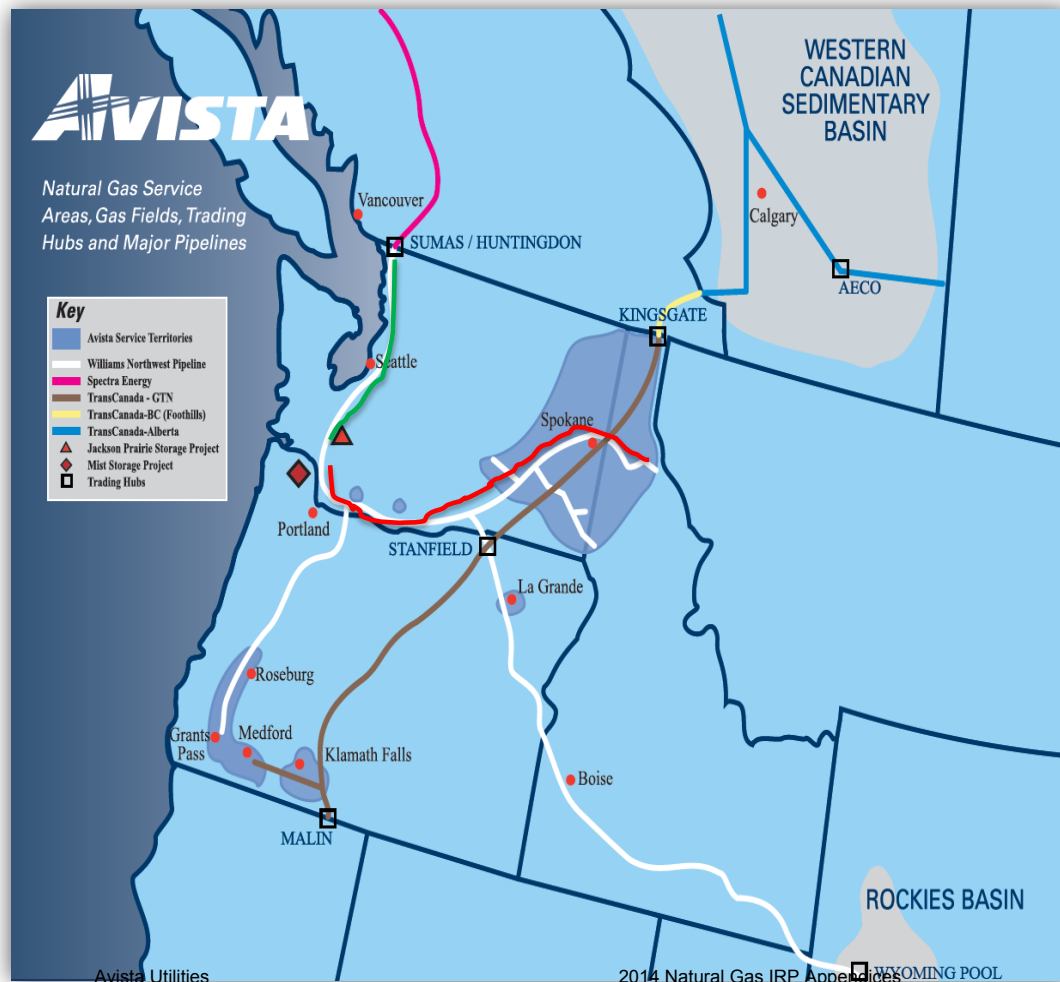 AVISTA
Natural Gas Service
Areas, Gas Fields, Trading
Hubs and Major Pipelines
Key
Avista Service Territories
Williams Northwest Pipeline
Spectra Energy
TransCanada - GTN
TransCanada-BC (Foothills)
TransCanada-Alberta
Jackson Prairie Storage Project
Mist Storage Project
Trading Hubs
WESTERN
CANADIAN
SEDIMENTARY
BASIN
Vancouver
Calgary
SUMAS / HUNTINGDON
AECO
KINGSGATE
Seattle
Spokane
Portland
STANFIELD
La Grande
Roseburg
Grants
Pass
Medford
Klamath Falls
Boise
MALIN
ROCKIES BASIN
WYOMING POOL
Avista Utilities
2014 Natural Gas IRP Appendices